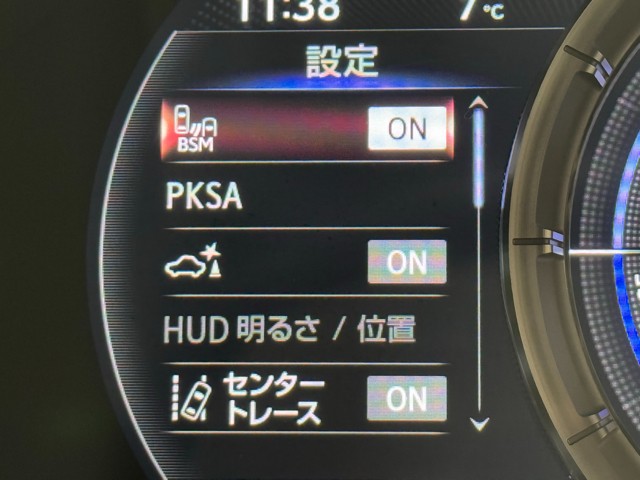 11:38 7℃
設定
BSM ON
PKSA
ON
HUD 明るさ / 位置
センター
トレース ON